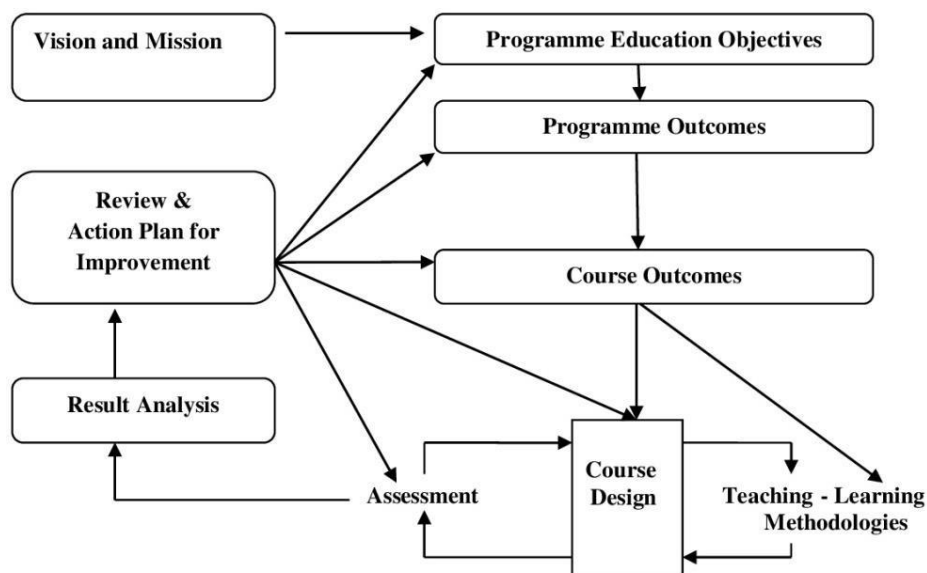 Vision and Mission
Programme Education Objectives
Programme Outcomes
Review &
Action Plan for
Improvement
Course Outcomes
Result Analysis
Assessment
Course
Design
Teaching - Learning
Methodologies